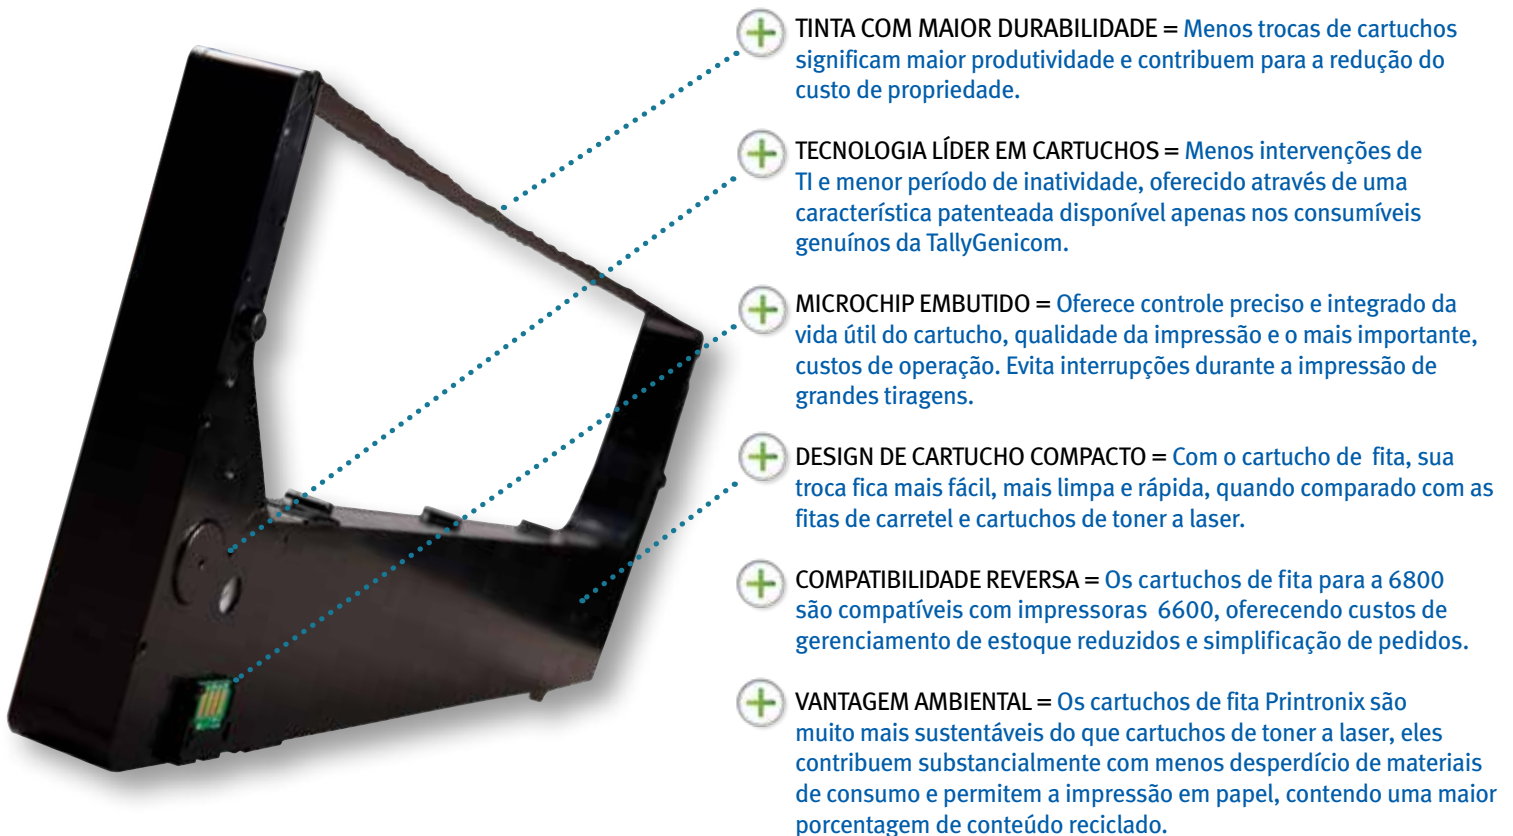 TINTA COM MAIOR DURABILIDADE = Menos trocas de cartuchos
significam maior produtividade e contribuem para a redução do
custo de propriedade.
TECNOLOGIA LÍDER EM CARTUCHOS = Menos intervenções de
TI e menor período de inatividade, oferecido através de uma
característica patenteada disponível apenas nos consumíveis
genuínos da TallyGenicom.
MICROCHIP EMBUTIDO = Oferece controle preciso e integrado da
vida útil do cartucho, qualidade da impressão e o mais importante,
custos de operação. Evita interrupções durante a impressão de
grandes tiragens.
DESIGN DE CARTUCHO COMPACTO = Com o cartucho de fita, sua
troca fica mais fácil, mais limpa e rápida, quando comparado com as
fitas de carretel e cartuchos de toner a laser.
COMPATIBILIDADE REVERSA = Os cartuchos de fita para a 6800
são compatíveis com impressoras 6600, oferecendo custos de
gerenciamento de estoque reduzidos e simplificação de pedidos.
VANTAGEM AMBIENTAL = Os cartuchos de fita Printronix são
muito mais sustentáveis do que cartuchos de toner a laser, eles
contribuem substancialmente com menos desperdício de materiais
de consumo e permitem a impressão em papel, contendo uma maior
porcentagem de conteúdo reciclado.